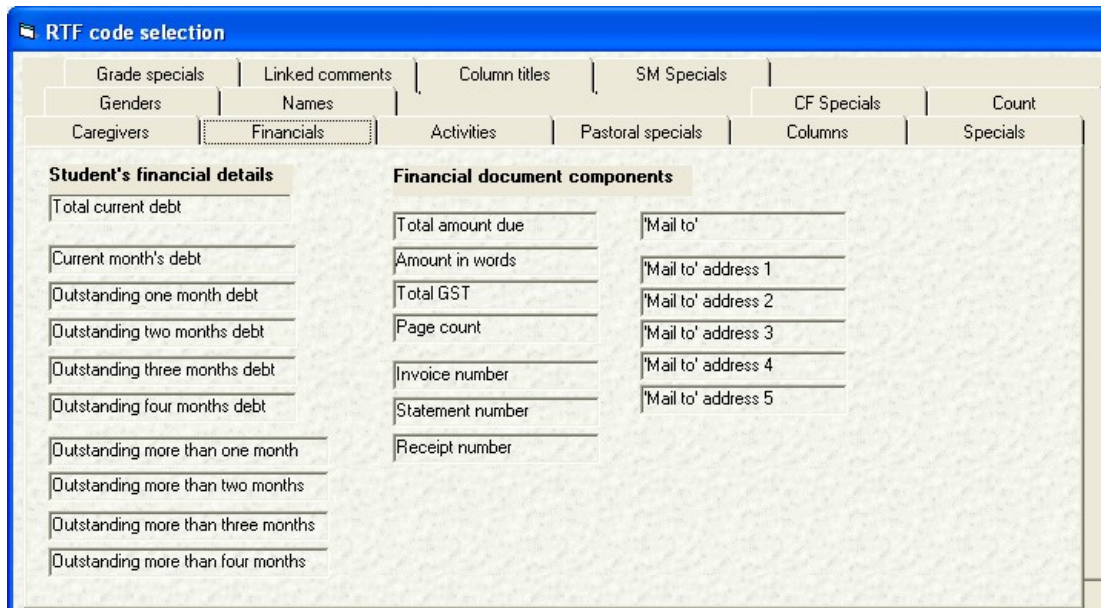 RTF code selection
Grade specials Linked comments Column titles SM Specials
Genders Names CF Specials Count
Caregivers Financials Activities Pastoral specials Columns Specials
Student's financial details
Total current debt
Current month's debt
Outstanding one month debt
Outstanding two months debt
Outstanding three months debt
Outstanding four months debt
Outstanding more than one month
Outstanding more than two months
Outstanding more than three months
Outstanding more than four months
Financial document components
Total amount due
Amount in words
Total GST
Page count
Invoice number
Statement number
Receipt number
'Mail to'
'Mail to' address 1
'Mail to' address 2
'Mail to' address 3
'Mail to' address 4
'Mail to' address 5